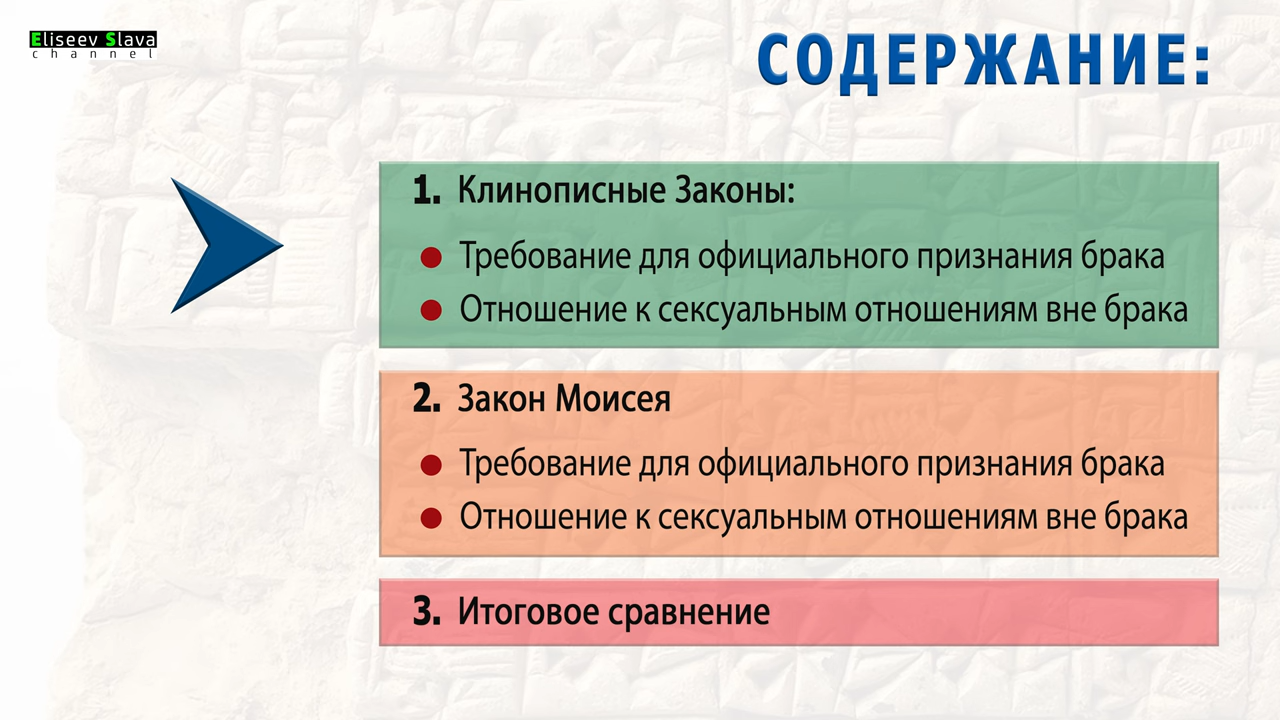 Eliseev Slava
channel
СОДЕРЖАНИЕ:
1. Клинописные Законы:
● Требование для официального признания брака
● Отношение к сексуальным отношениям вне брака
2. Закон Моисея
● Требование для официального признания брака
● Отношение к сексуальным отношениям вне брака
3. Итоговое сравнение